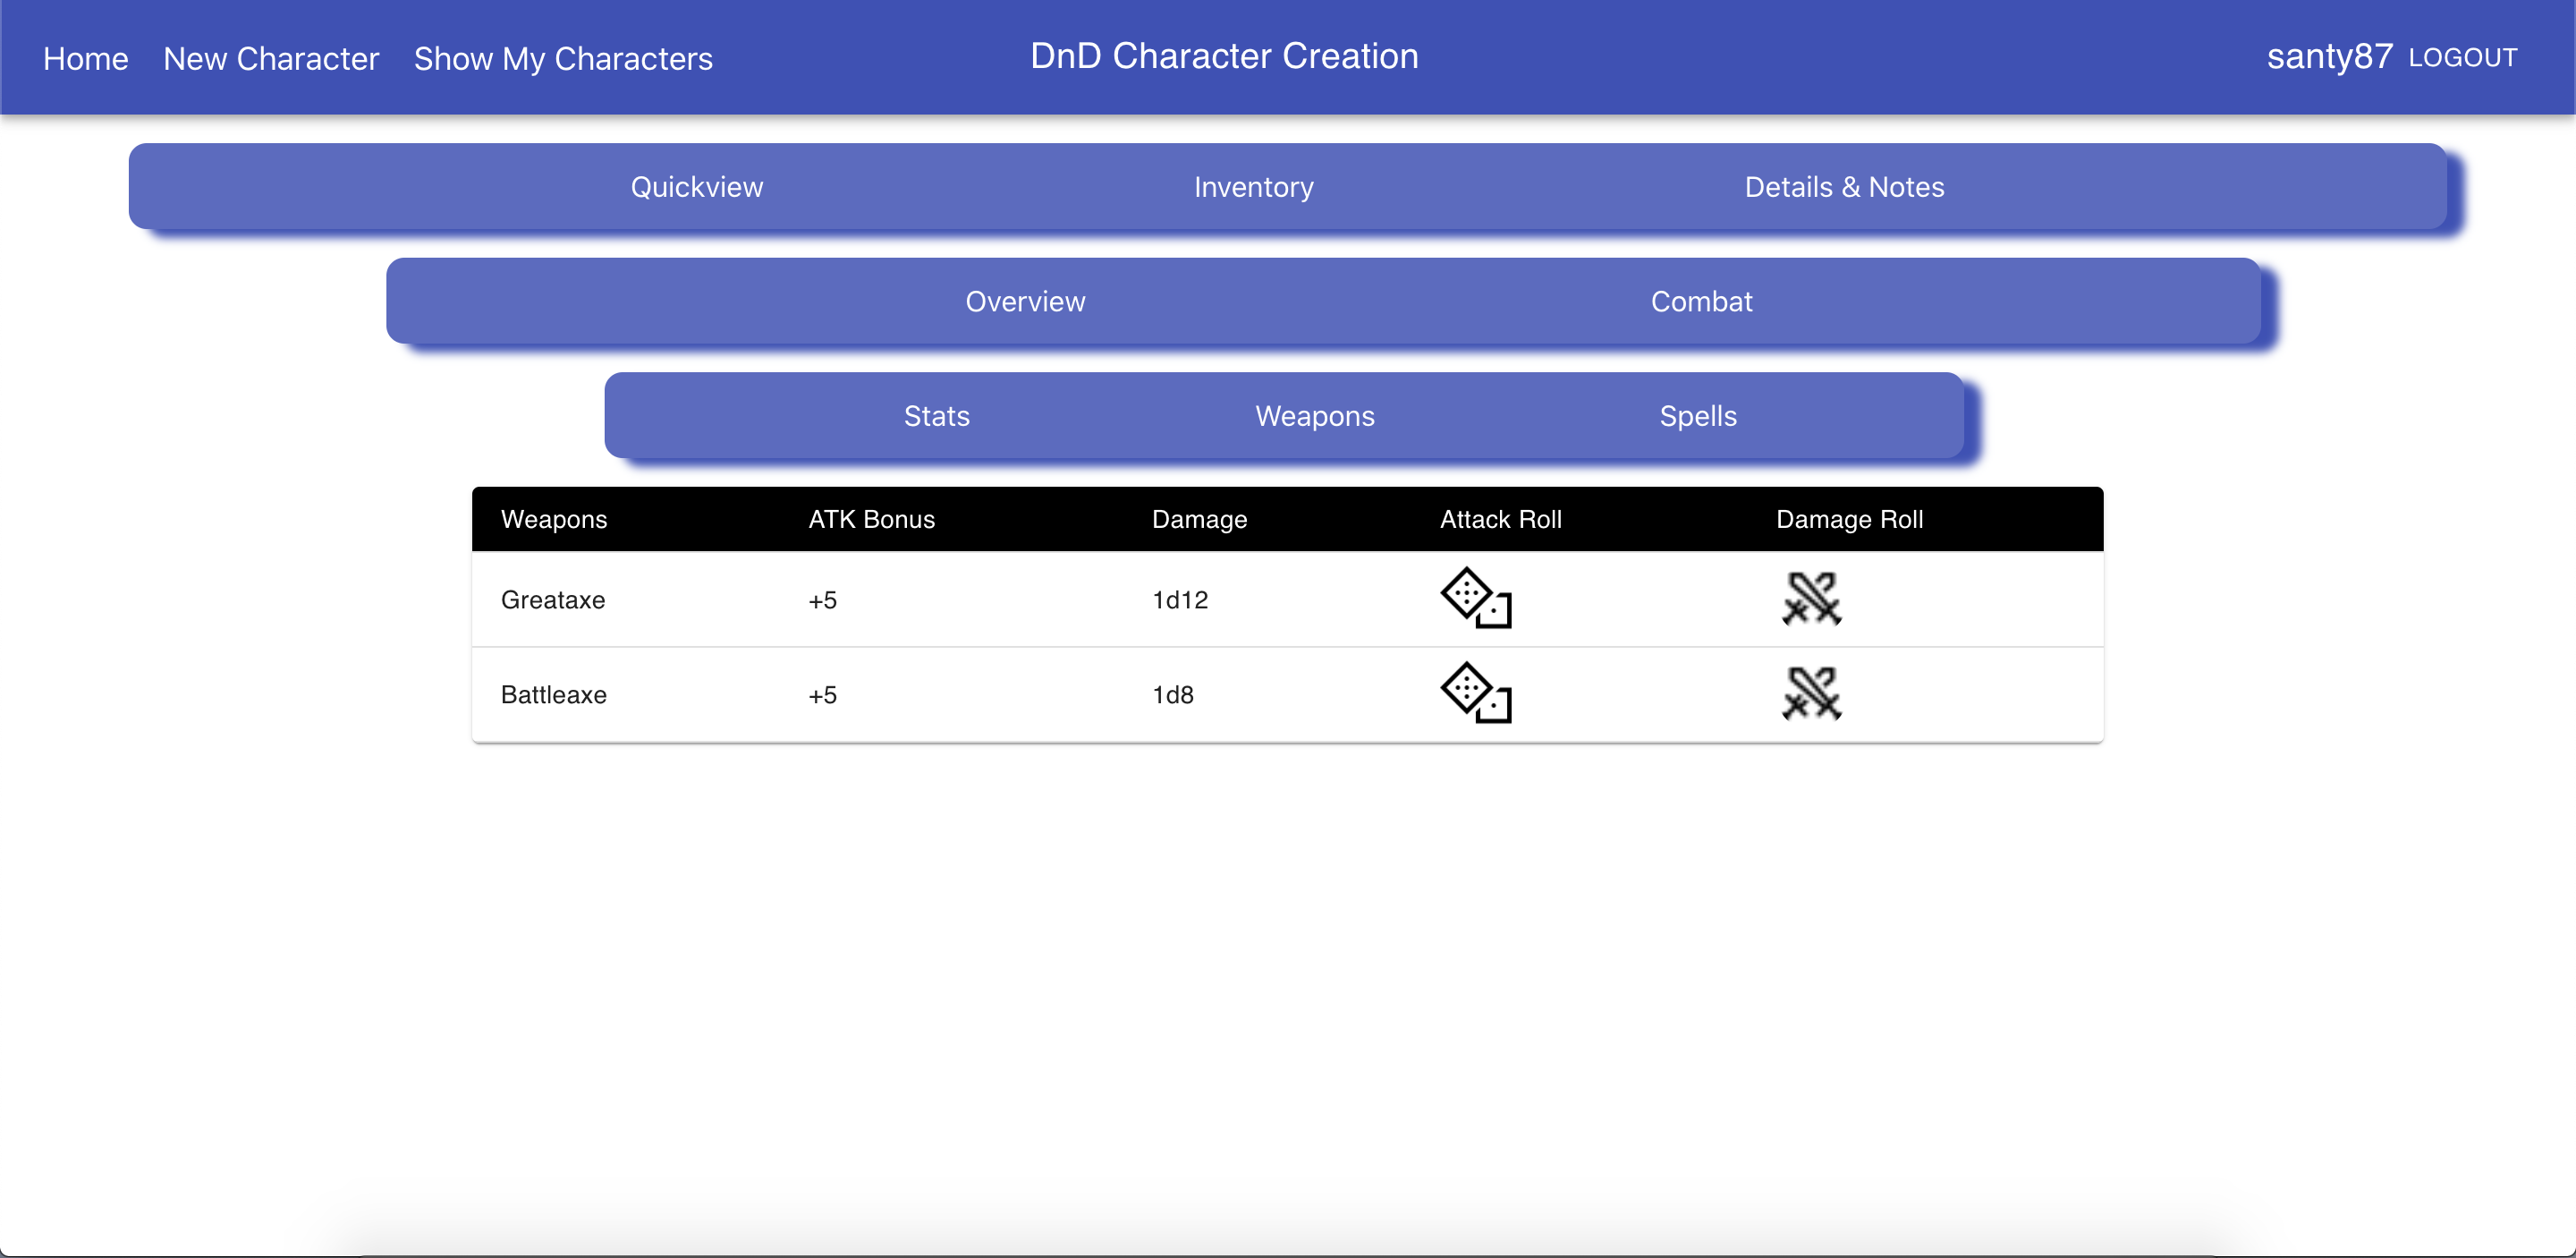 Home New Character Show My Characters DnD Character Creation santy87 LOGOUT
Quickview Inventory Details & Notes
Overview Combat
Stats Weapons Spells
Weapons ATK Bonus Damage Attack Roll Damage Roll
Greataxe +5 1d12
Battleaxe +5 1d8